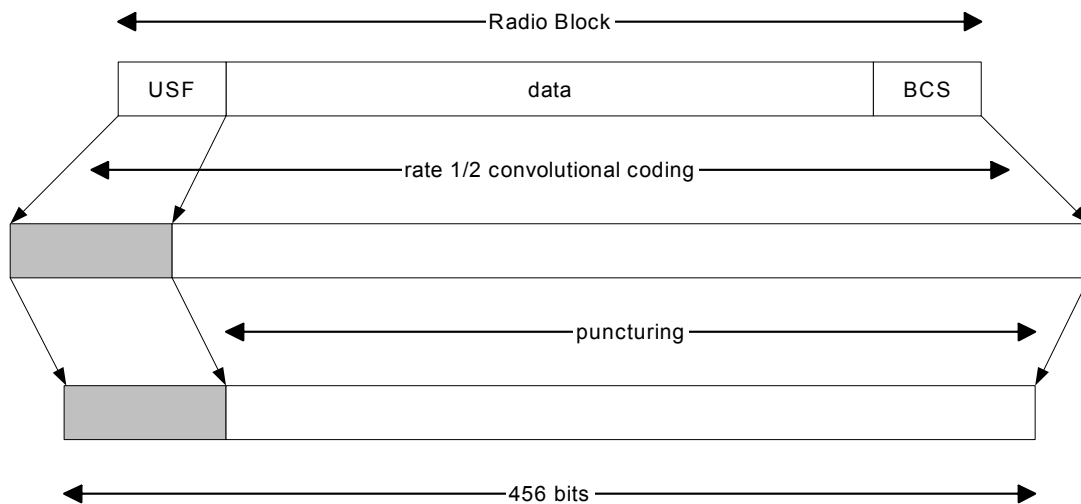 Radio Block
USF data BCS
rate 1/2 convolutional coding
puncturing
456 bits